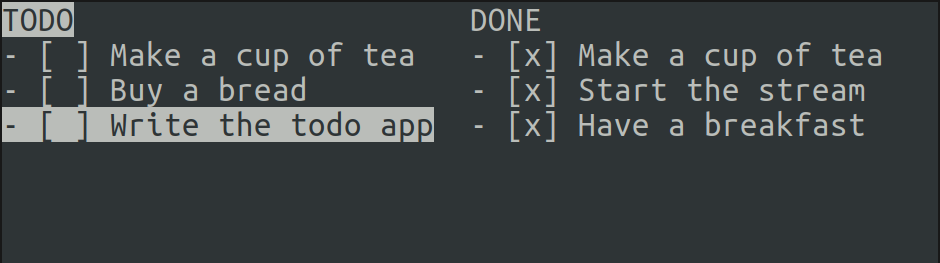 TODO
- [ ] Make a cup of tea
- [ ] Buy a bread
- [ ] Write the todo app
DONE
- [x] Make a cup of tea
- [x] Start the stream
- [x] Have a breakfast